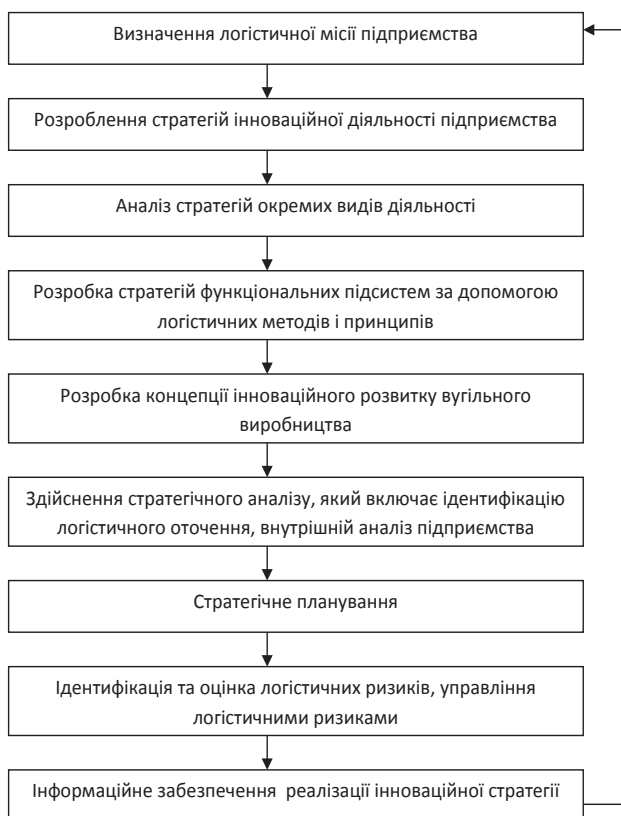 Визначення логістичної місії підприємства
Розроблення стратегій інноваційної діяльності підприємства
Аналіз стратегій окремих видів діяльності
Розробка стратегій функціональних підсистем за допомогою
логістичних методів і принципів
Розробка концепції інноваційного розвитку вугільного
виробництва
Здійснення стратегічного аналізу, який включає ідентифікацію
логістичного оточення, внутрішній аналіз підприємства
Стратегічне планування
Ідентифікація та оцінка логістичних ризиків, управління
логістичними ризиками
Інформаційне забезпечення  реалізації інноваційної стратегії